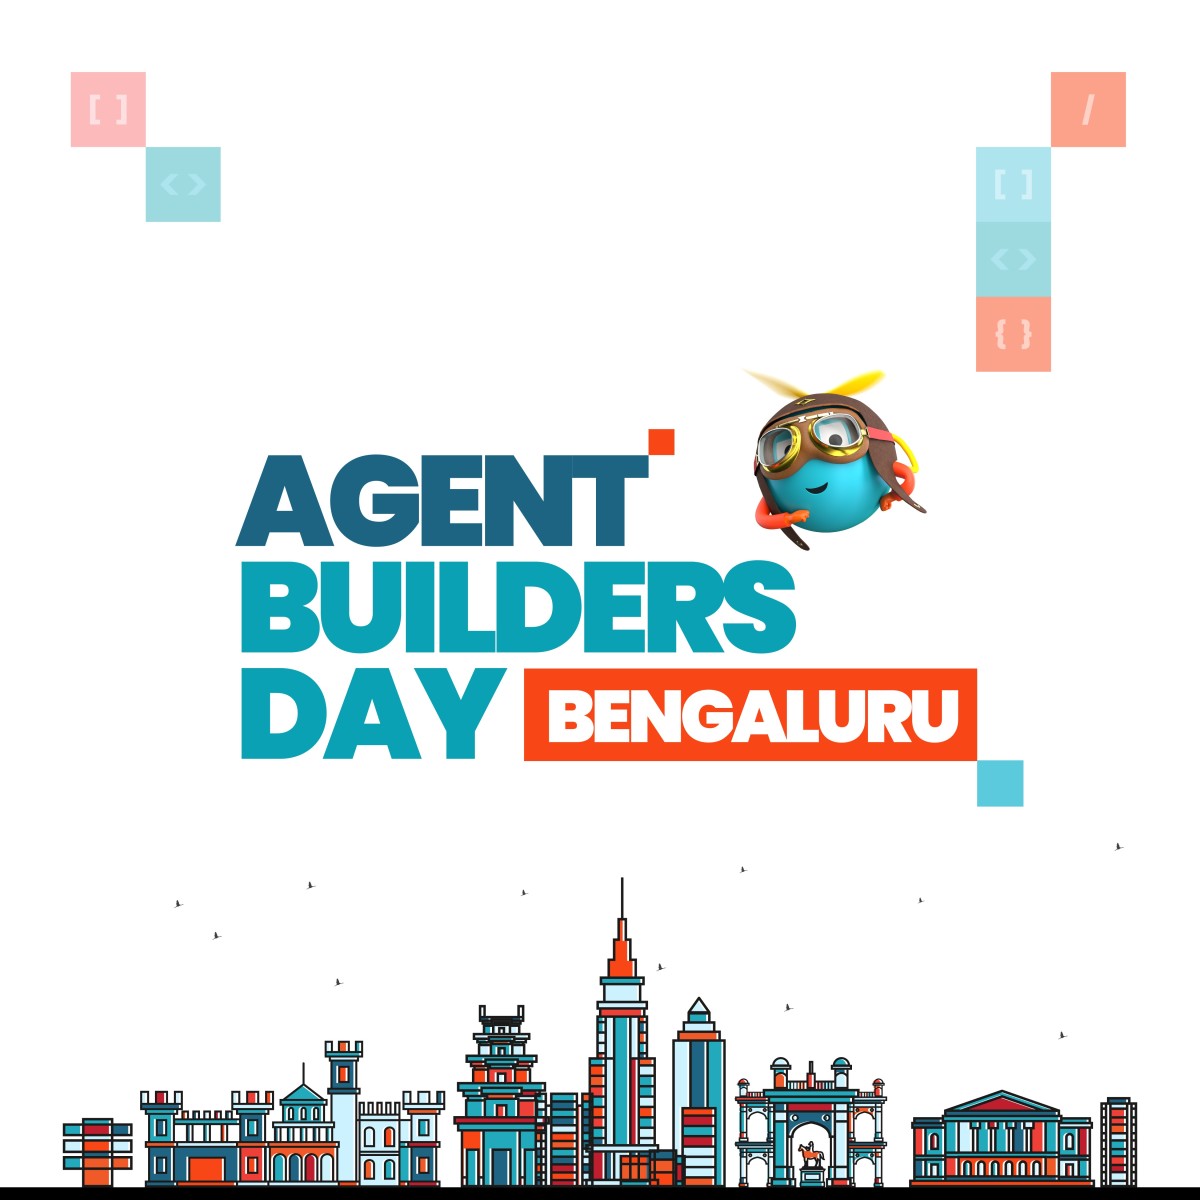 [ ]
/
< >
[ ]
< >
{ }
AGENT
BUILDERS
DAY BENGALURU